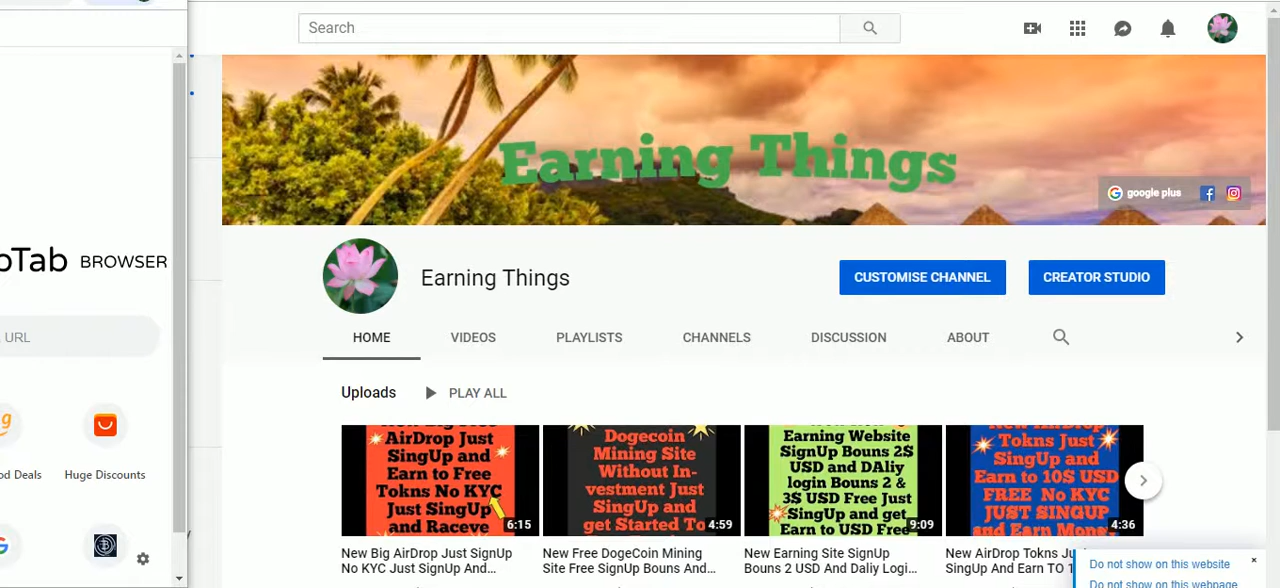 Search
Earning Things
google plus
pTab BROWSER
Earning Things
CUSTOMISE CHANNEL
CREATOR STUDIO
URL
HOME
VIDEOS
PLAYLISTS
CHANNELS
DISCUSSION
ABOUT
Uploads
PLAY ALL
AirDrop Just
SingUp and
Earn to Free
Tokns No KYC
Just SingUp
and Raceve
6:15
Dogecoin
Mining Site
Without In-
vestment Just
SingUp and
get Started To
4:59
Earning Website
SignUp Bouns 2$
USD and DAliy
login Bouns 2 &
3$ USD Free Just
SingUp and get
Earn to USD Free
9:09
New AirDrop
Tokns Just
SingUp and
Earn to 10$ USD
FREE No KYC
JUST SINGUP
and Earn Money
4:36
od Deals
Huge Discounts
New Big AirDrop Just SignUp
No KYC Just SignUp And...
New Free DogeCoin Mining
Site Free SignUp Bouns And...
New Earning Site SignUp
Bouns 2 USD And Daliy Logi...
New AirDrop Tokns Ju
SingUp And Earn TO 1
Do not show on this website
Do not show on this webpage